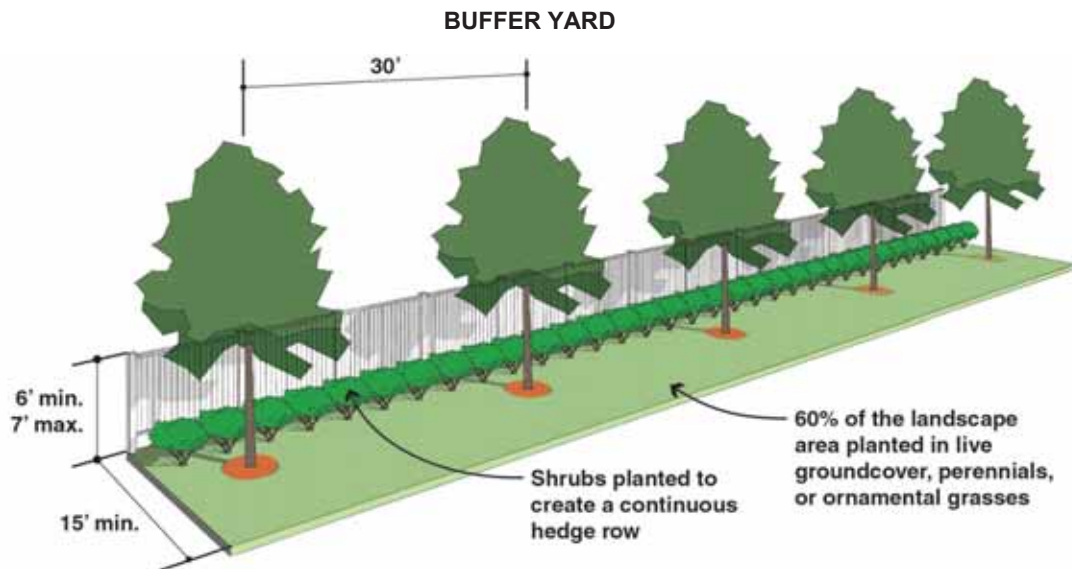 BUFFER YARD
30’
6’ min.
7’ max.
15’ min.
Shrubs planted to
create a continuous
hedge row
60% of the landscape
area planted in live
groundcover, perennials,
or ornamental grasses